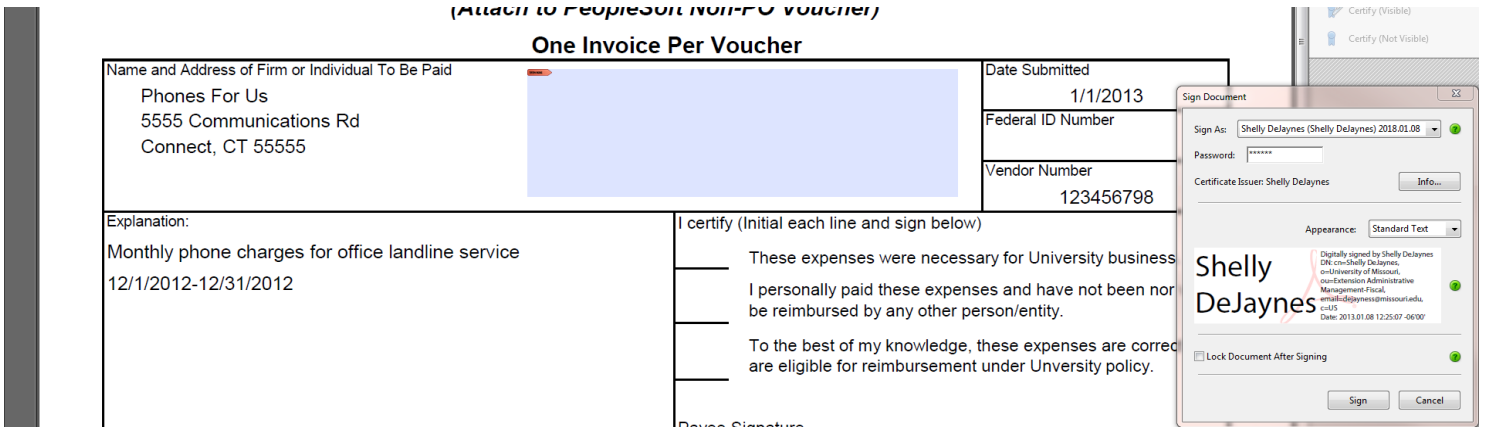 (Attach to PeopleSoft Non-PO Voucher)
One Invoice Per Voucher
Name and Address of Firm or Individual To Be Paid
Phones For Us
5555 Communications Rd
Connect, CT 55555
Date Submitted
1/1/2013
Federal ID Number
Vendor Number
123456798
Explanation:
Monthly phone charges for office landline service
12/1/2012-12/31/2012
I certify (Initial each line and sign below)
These expenses were necessary for University business
I personally paid these expenses and have not been nor
be reimbursed by any other person/entity.
To the best of my knowledge, these expenses are correc
are eligible for reimbursement under Unversity policy.
Payee Signature
Certify (Visible)
Certify (Not Visible)
Sign Document
Sign As: Shelly DeJaynes (Shelly DeJaynes) 2018.01.08
Password: ******
Certificate Issuer: Shelly DeJaynes
Info...
Appearance: Standard Text
Shelly
DeJaynes
Digitally signed by Shelly DeJaynes
DN: cn=Shelly DeJaynes,
o=University of Missouri,
ou=Extension Administrative
Management-Fiscal,
email=dejayness@missouri.edu,
c=US
Date: 2013.01.08 12:25:07 -06'00'
Lock Document After Signing
Sign
Cancel